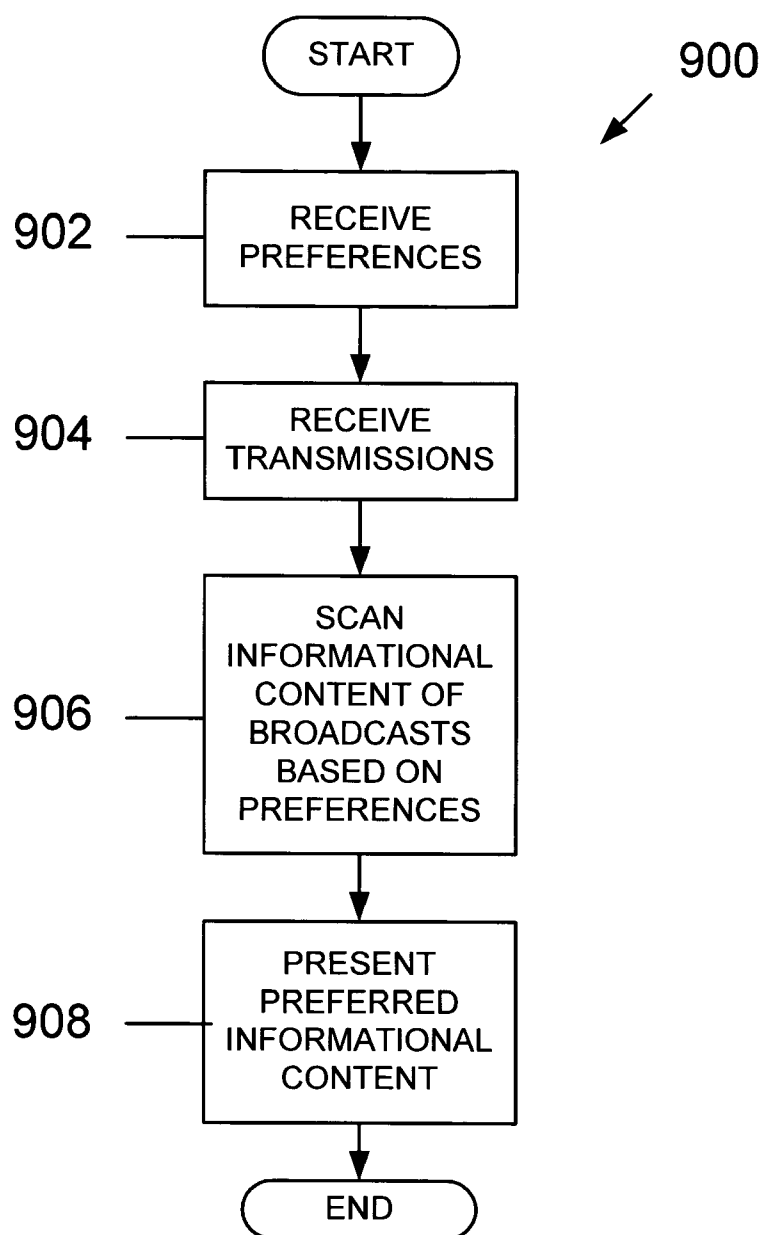 START
900
902
RECEIVE
PREFERENCES
904
RECEIVE
TRANSMISSIONS
906
SCAN
INFORMATIONAL
CONTENT OF
BROADCASTS
BASED ON
PREFERENCES
908
PRESENT
PREFERRED
INFORMATIONAL
CONTENT
END